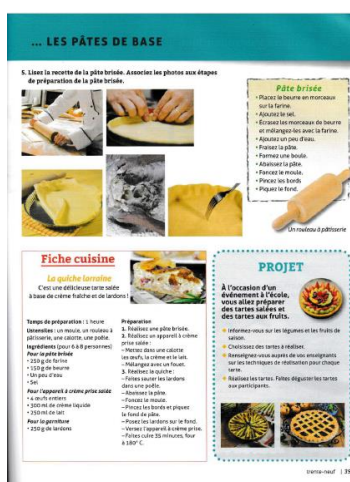 ... LES PÂTES DE BASE
5. Lisez la recette de la pâte brisée. Associez les photos aux étapes
de préparation de la pâte brisée.
Pâte brisée
• Placez le beurre en morceaux
sur la farine.
• Ajoutez le sel.
• Écrasez les morceaux de beurre
et mélangez-les avec la farine.
• Ajoutez un peu d'eau.
• Fraisez la pâte.
• Formez une boule.
• Abaissez la pâte.
• Foncez le moule.
• Pincez les bords
• Piquez le fond.
Un rouleau à pâtisserie
Fiche cuisine
La quiche lorraine
C'est une délicieuse tarte salée
à base de crème fraîche et de lardons !
Temps de préparation : 1 heure
Ustensiles : un moule, un rouleau à
pâtisserie, une calotte, une poêle.
Ingrédients (pour 6 à 8 personnes)
Pour la pâte brisée
• 250 g de farine
• 150 g de beurre
• Un peu d'eau
• Sel
Pour l'appareil à crème prise salée
• 4 œufs entiers
• 300 ml de crème liquide
• 250 ml de lait
Pour la garniture
• 250 g de lardons
Préparation
1. Réalisez une pâte brisée.
2. Réalisez un appareil à crème
prise salée :
– Mettez dans une calotte
les œufs, la crème et le lait.
– Mélangez avec un fouet.
3. Réalisez la quiche :
– Faites sauter les lardons
dans une poêle.
– Abaissez la pâte.
– Foncez le moule.
– Pincez les bords et piquez
le fond de pâte.
– Posez les lardons sur le fond.
– Versez l'appareil à crème prise.
– Faites cuire 35 minutes, four
à 180° C.
PROJET
À l'occasion d'un
événement à l'école,
vous allez préparer
des tartes salées et
des tartes aux fruits.
Informez-vous sur les légumes et les fruits de
saison.
Choisissez des tartes à réaliser.
Renseignez-vous auprès de vos enseignants
sur les techniques de réalisation pour chaque
tarte.
Réalisez les tartes. Faites déguster les tartes
aux participants.
trente-neuf | 39